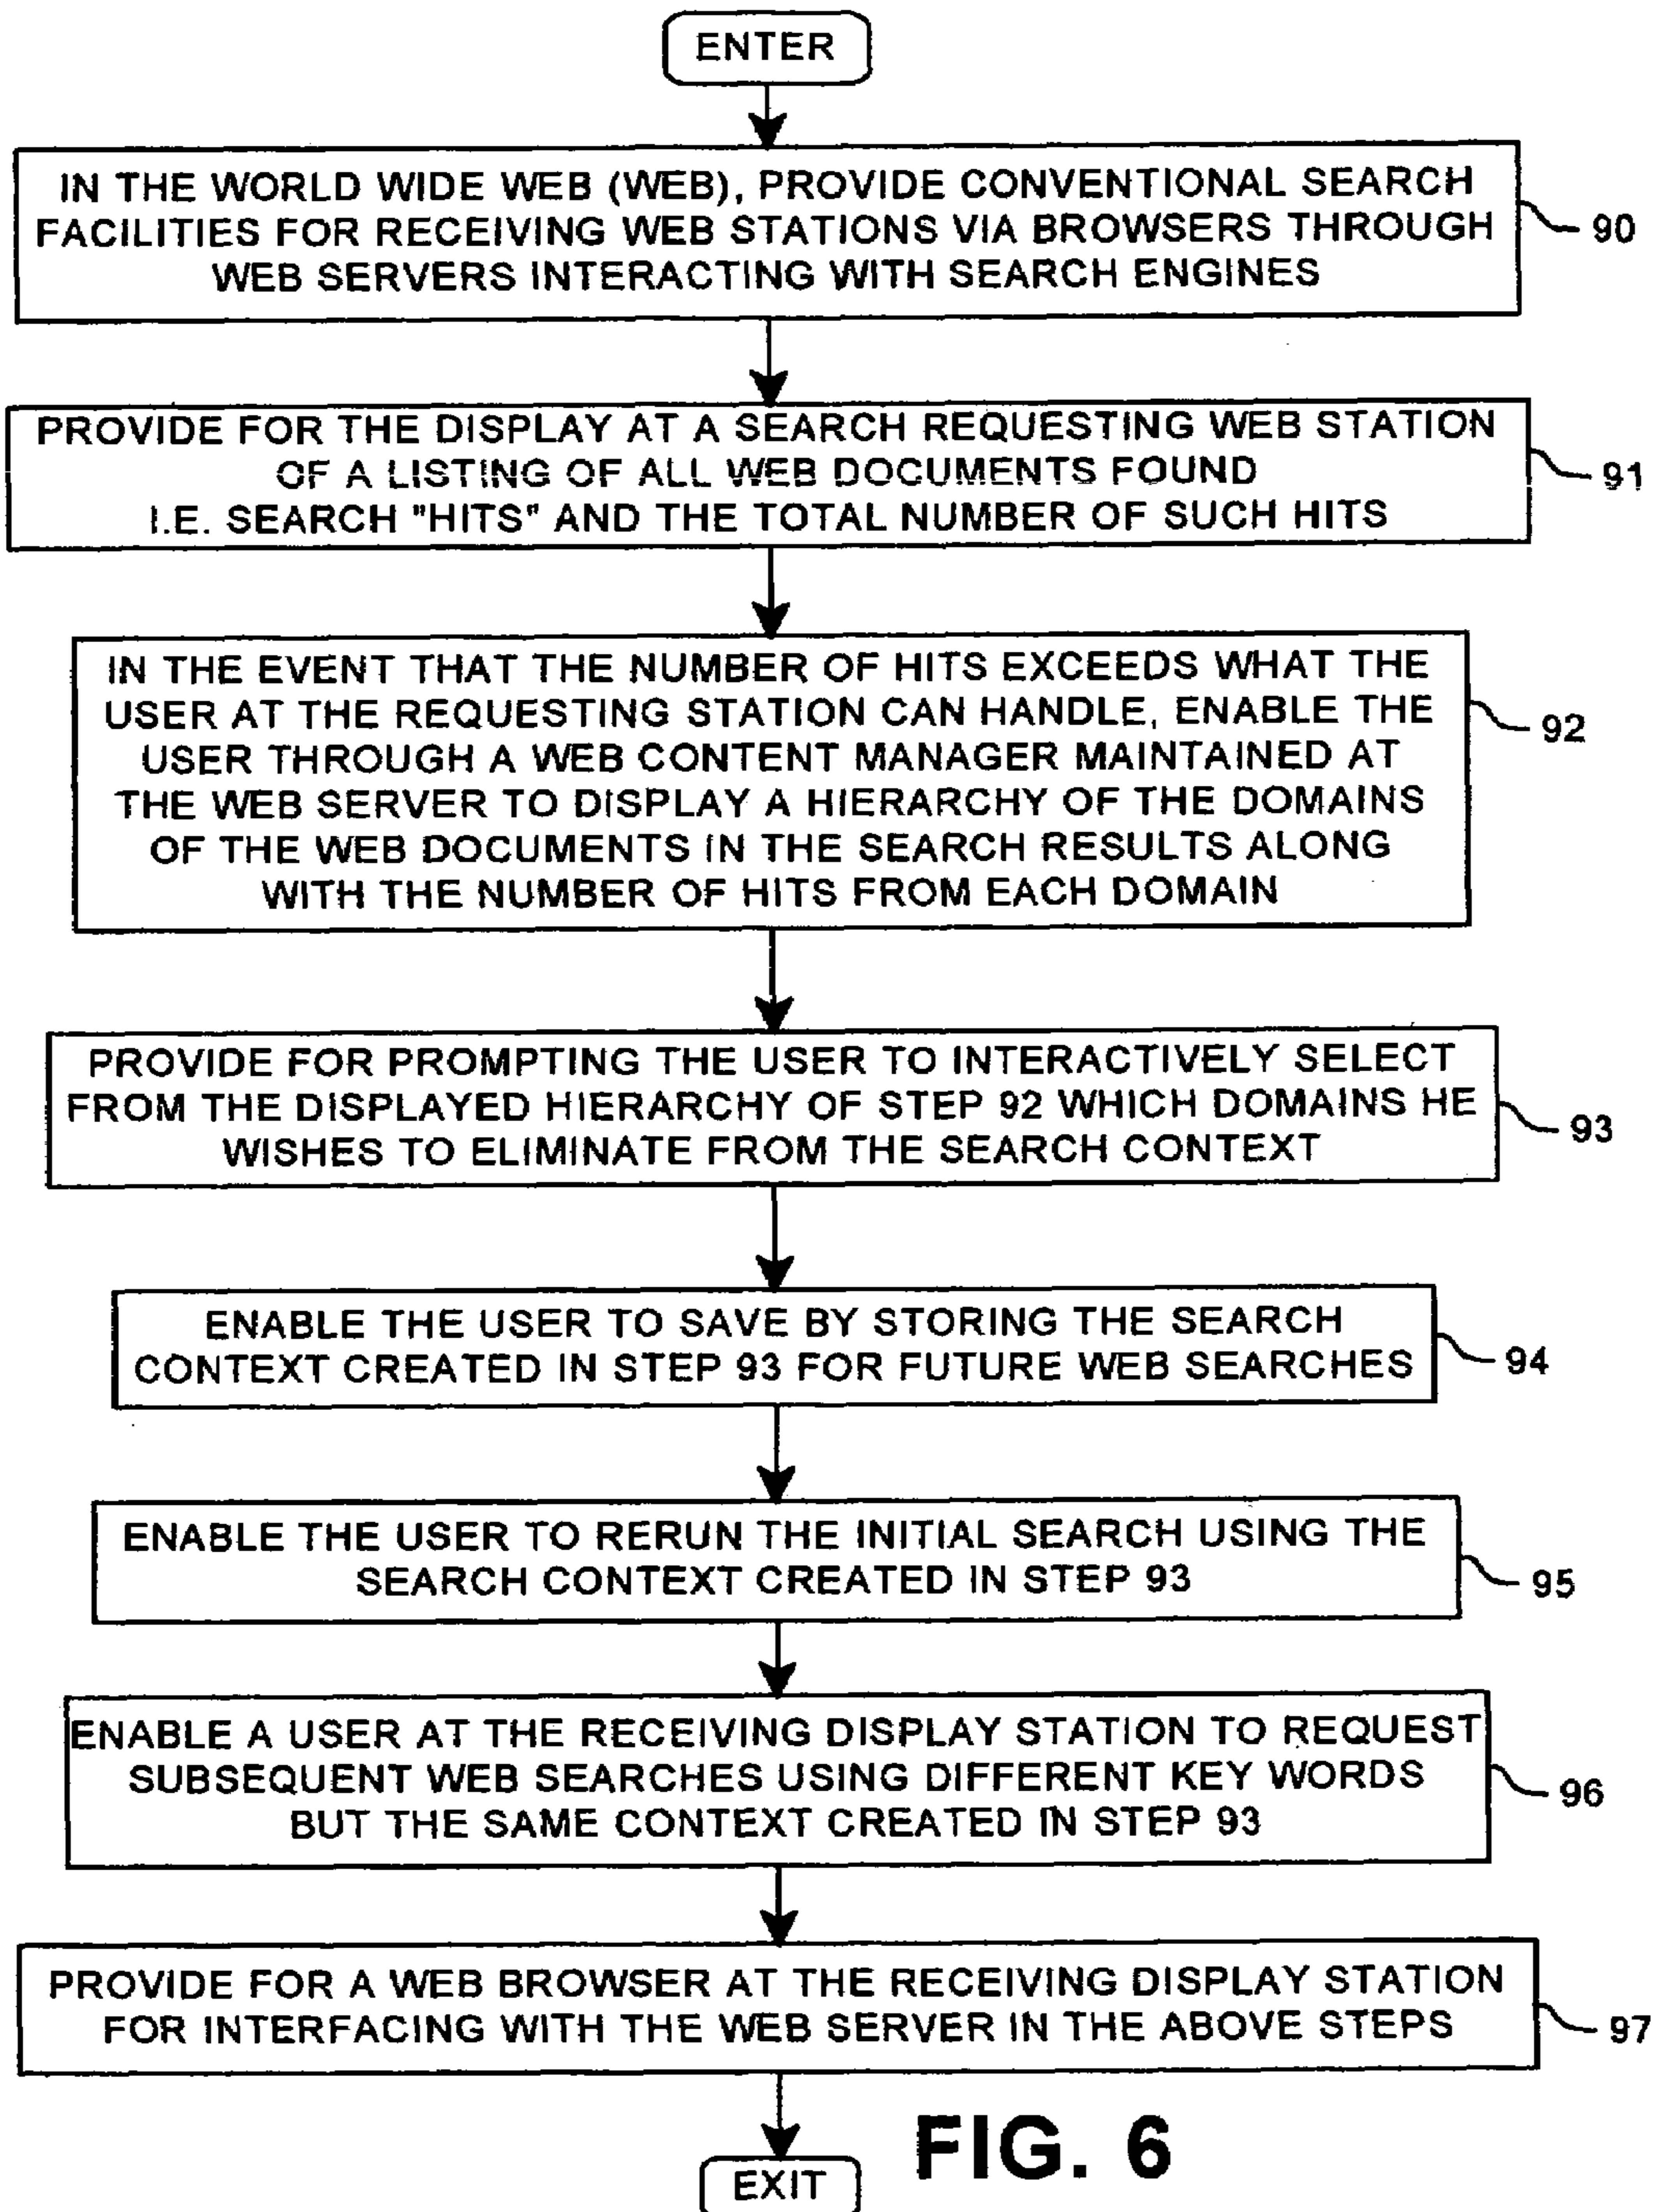 ENTER
IN THE WORLD WIDE WEB (WEB), PROVIDE CONVENTIONAL SEARCH
FACILITIES FOR RECEIVING WEB STATIONS VIA BROWSERS THROUGH
WEB SERVERS INTERACTING WITH SEARCH ENGINES
90
PROVIDE FOR THE DISPLAY AT A SEARCH REQUESTING WEB STATION
OF A LISTING OF ALL WEB DOCUMENTS FOUND
I.E. SEARCH "HITS" AND THE TOTAL NUMBER OF SUCH HITS
91
IN THE EVENT THAT THE NUMBER OF HITS EXCEEDS WHAT THE
USER AT THE REQUESTING STATION CAN HANDLE, ENABLE THE
USER THROUGH A WEB CONTENT MANAGER MAINTAINED AT
THE WEB SERVER TO DISPLAY A HIERARCHY OF THE DOMAINS
OF THE WEB DOCUMENTS IN THE SEARCH RESULTS ALONG
WITH THE NUMBER OF HITS FROM EACH DOMAIN
92
PROVIDE FOR PROMPTING THE USER TO INTERACTIVELY SELECT
FROM THE DISPLAYED HIERARCHY OF STEP 92 WHICH DOMAINS HE
WISHES TO ELIMINATE FROM THE SEARCH CONTEXT
93
ENABLE THE USER TO SAVE BY STORING THE SEARCH
CONTEXT CREATED IN STEP 93 FOR FUTURE WEB SEARCHES
94
ENABLE THE USER TO RERUN THE INITIAL SEARCH USING THE
SEARCH CONTEXT CREATED IN STEP 93
95
ENABLE A USER AT THE RECEIVING DISPLAY STATION TO REQUEST
SUBSEQUENT WEB SEARCHES USING DIFFERENT KEY WORDS
BUT THE SAME CONTEXT CREATED IN STEP 93
96
PROVIDE FOR A WEB BROWSER AT THE RECEIVING DISPLAY STATION
FOR INTERFACING WITH THE WEB SERVER IN THE ABOVE STEPS
97
EXIT
FIG. 6